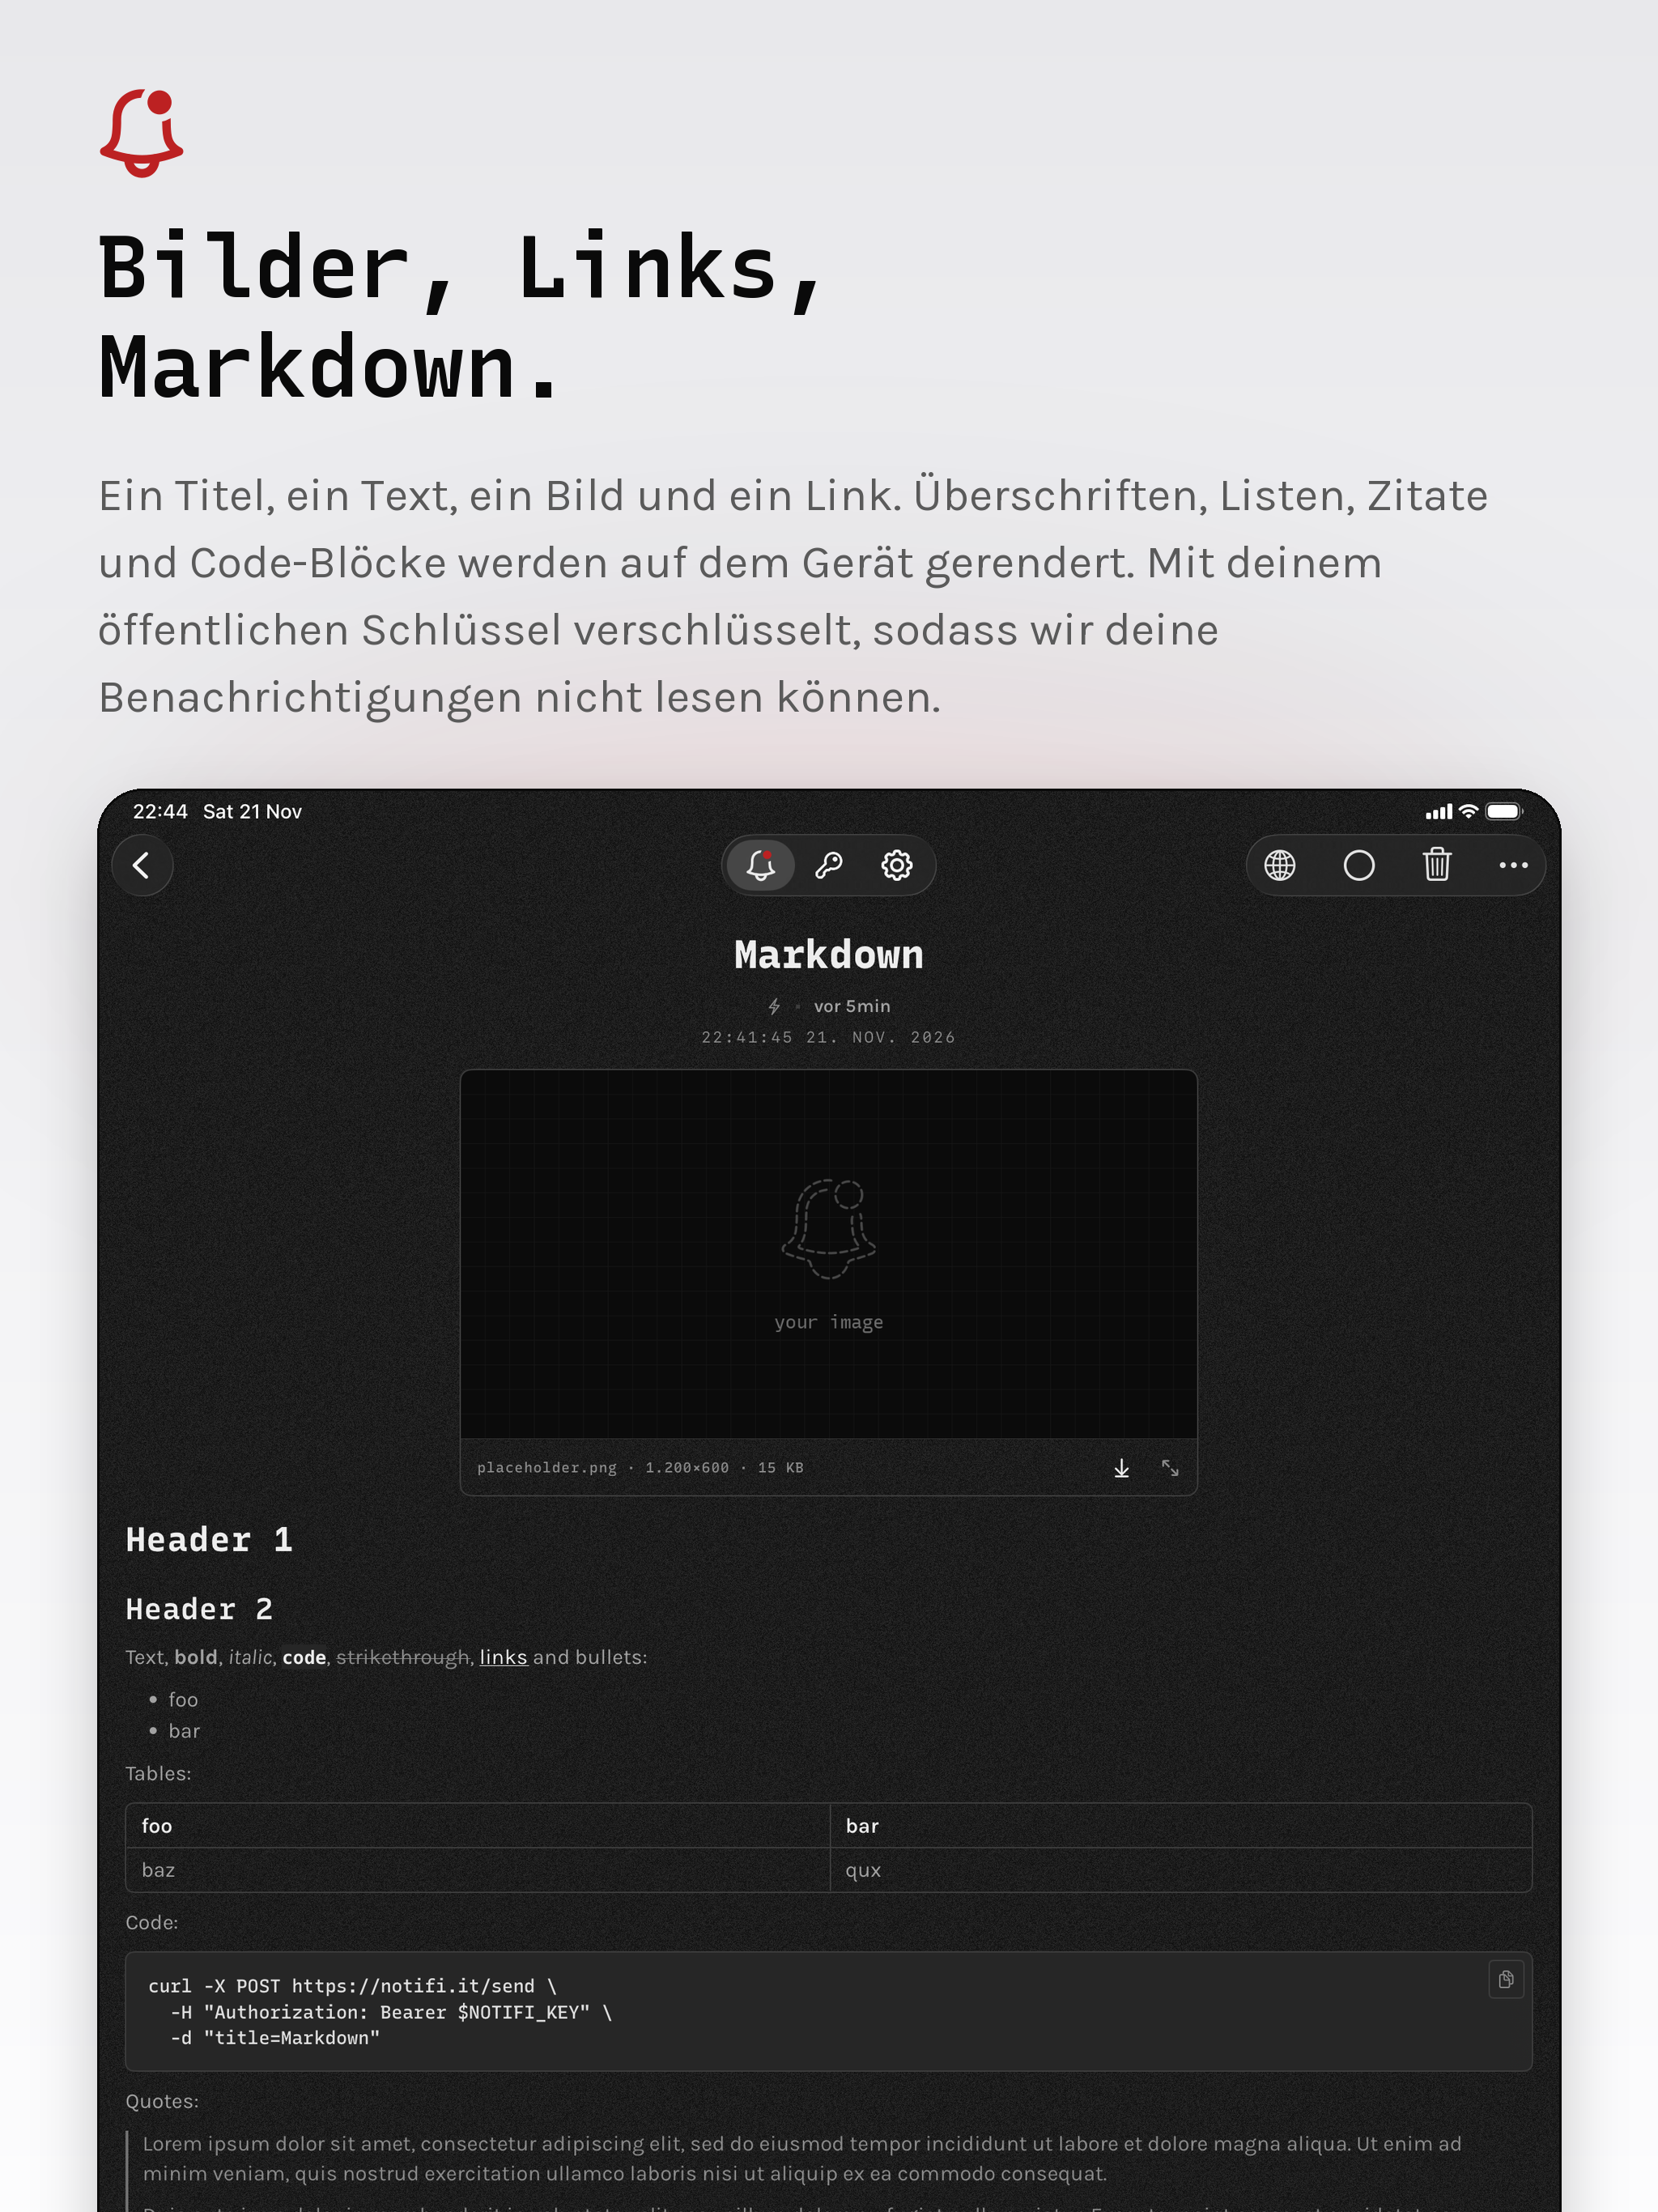 Bilder, Links,
Markdown.
Ein Titel, ein Text, ein Bild und ein Link. Überschriften, Listen, Zitate
und Code-Blöcke werden auf dem Gerät gerendert. Mit deinem
öffentlichen Schlüssel verschlüsselt, sodass wir deine
Benachrichtigungen nicht lesen können.
22:44 Sat 21 Nov
Markdown
vor 5min
22:41:45 21. NOV. 2026
your image
placeholder.png · 1.200×600 · 15 KB
Header 1
Header 2
Text, bold, italic, code, strikethrough, links and bullets:
• foo
• bar
Tables:
foo bar
baz qux
Code:
curl -X POST https://notifi.it/send \
-H "Authorization: Bearer $NOTIFI_KEY" \
-d "title=Markdown"
Quotes:
Lorem ipsum dolor sit amet, consectetur adipiscing elit, sed do eiusmod tempor incididunt ut labore et dolore magna aliqua. Ut enim ad
minim veniam, quis nostrud exercitation ullamco laboris nisi ut aliquip ex ea commodo consequat.